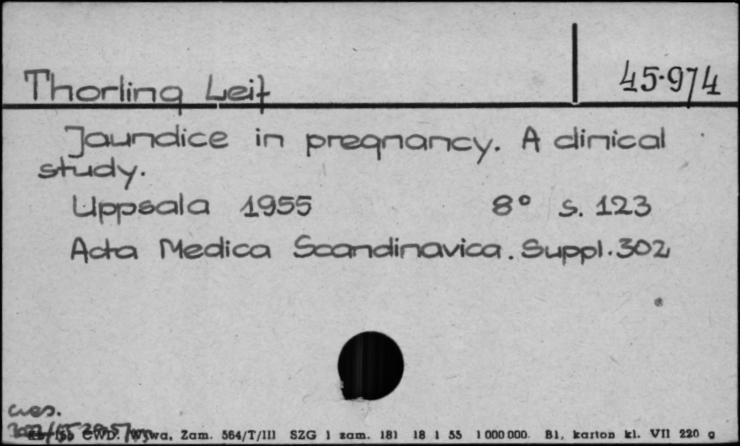 45·974
Thorling Leif
Jaundice in pregnancy. A clinical
study.
Uppsala 1955 8° s. 123
Acta Medica Scandinavica. Suppl. 302
CWD. Wwa, Zam. 564/T/III SZG 1 zam. 181 18 1 55 1 000 000 B1, karton kl. VII 220 g